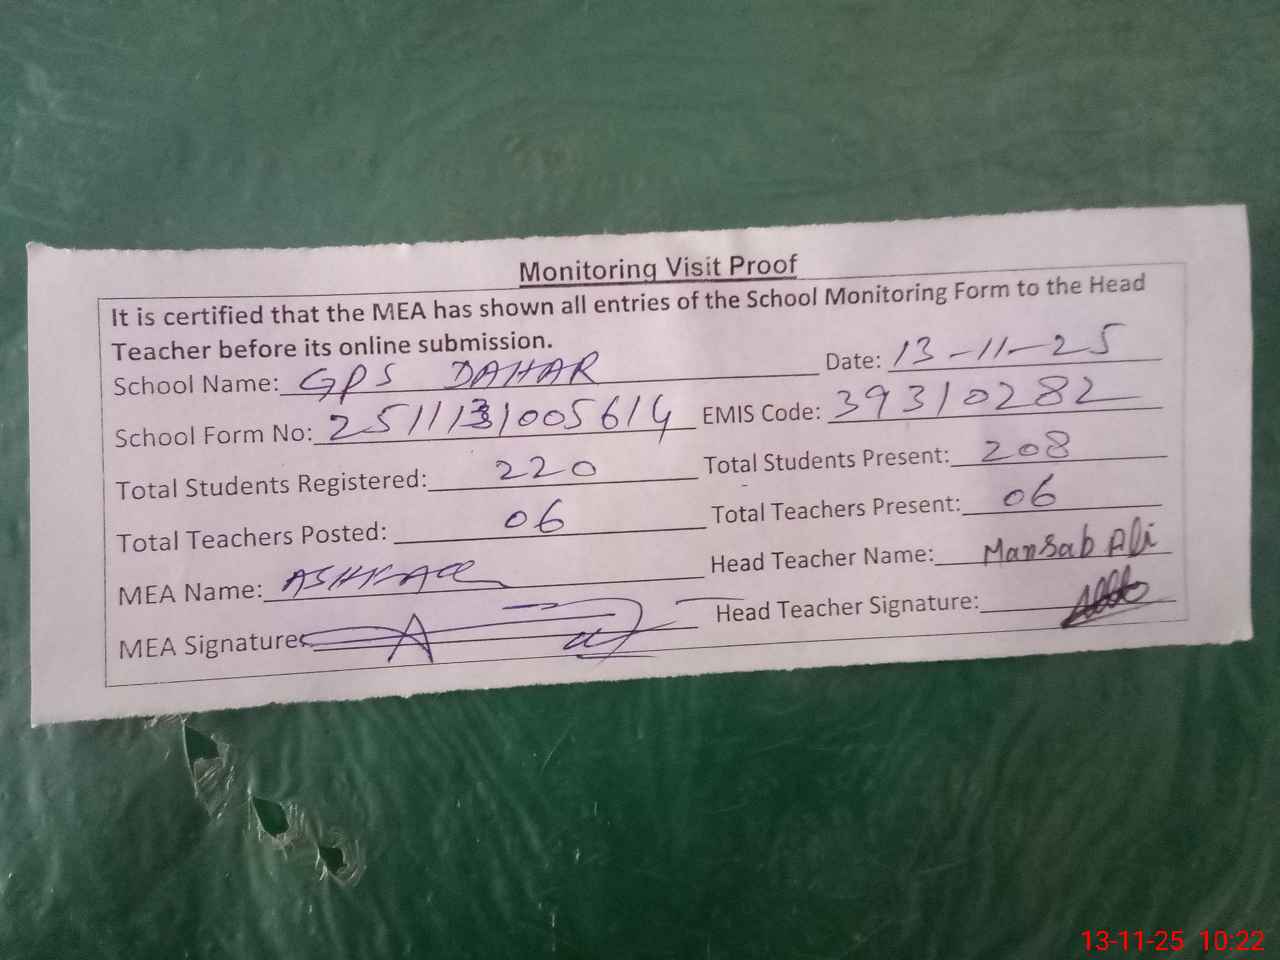 Monitoring Visit Proof
It is certified that the MEA has shown all entries of the School Monitoring Form to the Head
Teacher before its online submission.
School Name: GPS DAHAR Date: 13-11-25
School Form No: 2511131005614 EMIS Code: 39310282
Total Students Registered: 220 Total Students Present: 208
Total Teachers Posted: 06 Total Teachers Present: 06
MEA Name: Head Teacher Name: Mansab Ali
MEA Signature: Head Teacher Signature:
13-11-25 10:22